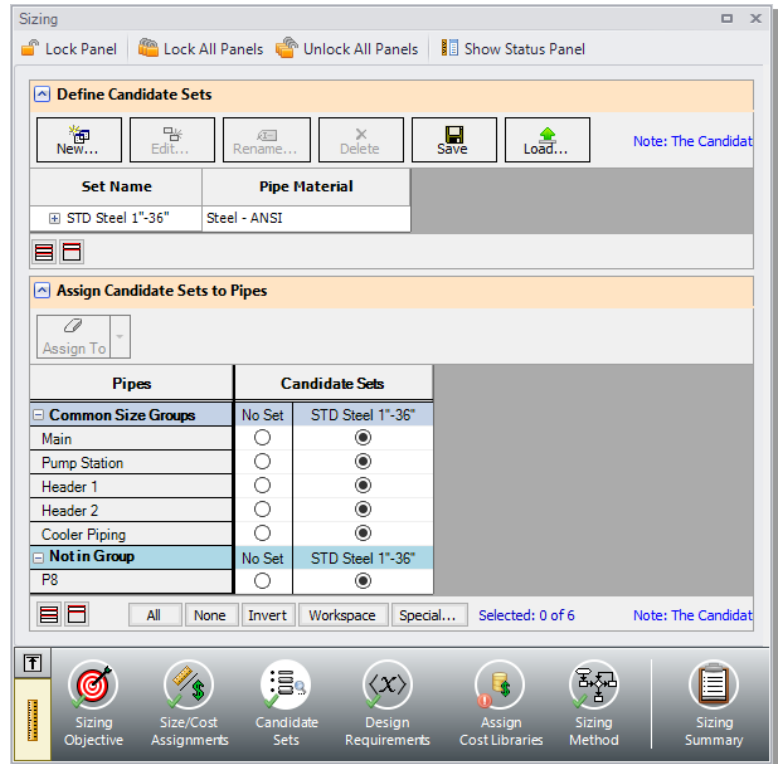 Sizing
Lock Panel Lock All Panels Unlock All Panels Show Status Panel
Define Candidate Sets
New... Edit... Rename... Delete Save Load... Note: The Candidat
Set Name Pipe Material
STD Steel 1"-36" Steel - ANSI
Assign Candidate Sets to Pipes
Assign To
Pipes Candidate Sets
Common Size Groups No Set STD Steel 1"-36"
Main
Pump Station
Header 1
Header 2
Cooler Piping
Not in Group No Set STD Steel 1"-36"
P8
All None Invert Workspace Special... Selected: 0 of 6 Note: The Candidat
Sizing Size/Cost Candidate Design Assign Sizing Sizing
Objective Assignments Sets Requirements Cost Libraries Method Summary